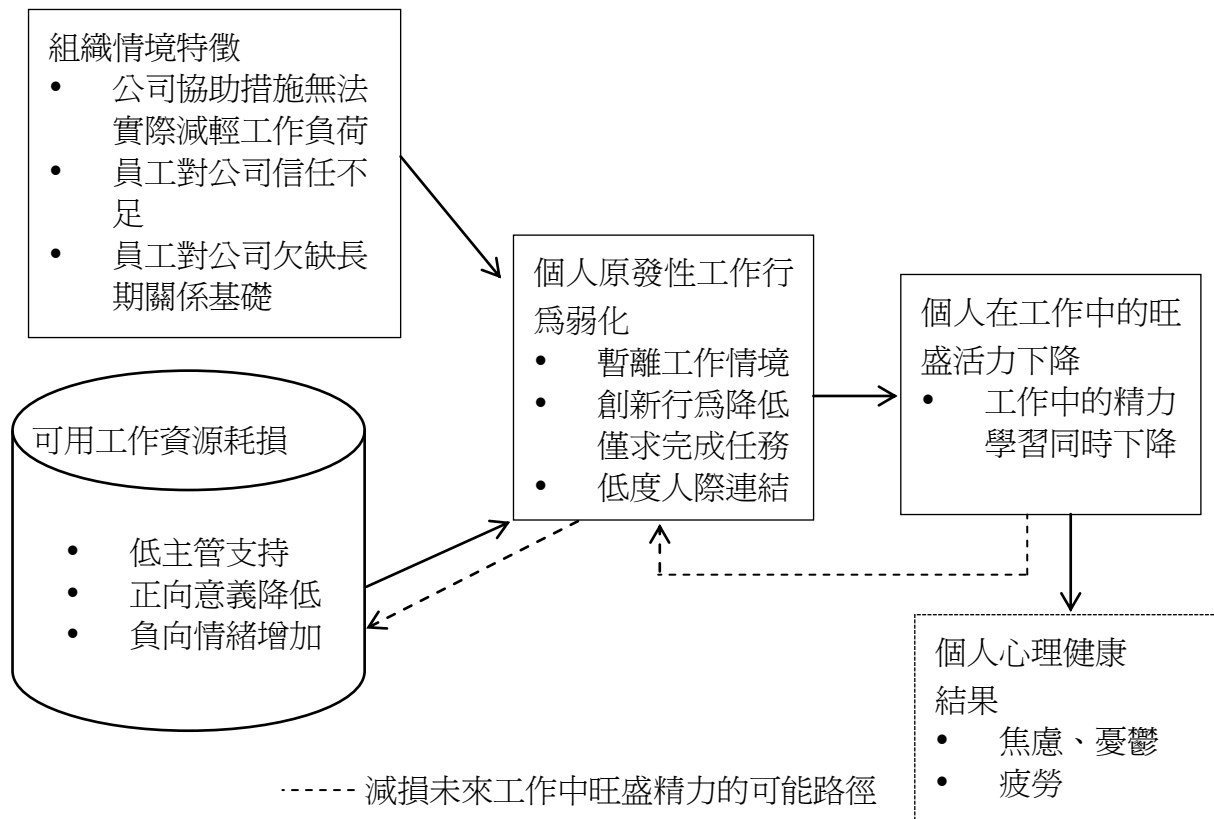 組織情境特徵
• 公司協助措施無法
實際減輕工作負荷
• 員工對公司信任不
足
• 員工對公司欠缺長
期關係基礎
可用工作資源耗損
• 低主管支持
• 正向意義降低
• 負向情緒增加
個人原發性工作行
爲弱化
• 暫離工作情境
• 創新行爲降低
僅求完成任務
• 低度人際連結
個人在工作中的旺
盛活力下降
• 工作中的精力
學習同時下降
個人心理健康
結果
• 焦慮、憂鬱
• 疲勞
減損未來工作中旺盛精力的可能路徑